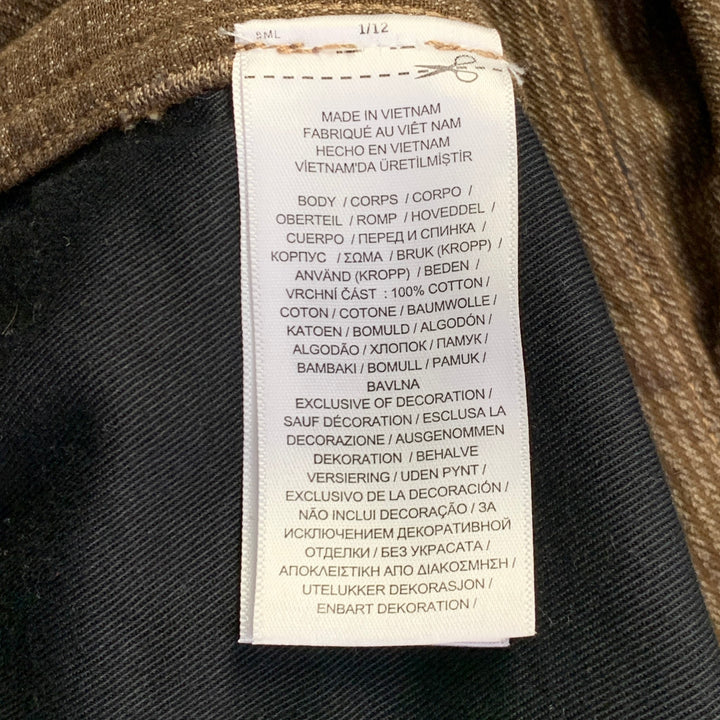 BML 1/12
MADE IN VIETNAM
FABRIQUÉ AU VIÊT NAM
HECHO EN VIETNAM
VİETNAM'DA ÜRETİLMİŞTİR
BODY / CORPS / CORPO /
OBERTEIL / ROMP / HOVEDDEL /
CUERPO / ПЕРЕД И СПИНКА /
КОРПУС / ΣΩΜΑ / BRUK (KROPP) /
ANVÄND (KROPP) / BEDEN /
VRCHNÍ ČÁST : 100% COTTON /
COTON / COTONE / BAUMWOLLE /
KATOEN / BOMULD / ALGODÓN /
ALGODÃO / ХЛОПОК / ПАМУК /
ΒΑΜΒΑΚΙ / BOMULL / PAMUK /
BAVLNA
EXCLUSIVE OF DECORATION /
SAUF DÉCORATION / ESCLUSA LA
DECORAZIONE / AUSGENOMMEN
DEKORATION / BEHALVE
VERSIERING / UDEN PYNT /
EXCLUSIVO DE LA DECORACIÓN /
NÃO INCLUI DECORAÇÃO / ЗА
ИСКЛЮЧЕНИЕМ ДЕКОРАТИВНОЙ
ОТДЕЛКИ / БЕЗ УКРАСАТА /
ΑΠΟΚΛΕΙΣΤΙΚΗ ΑΠΟ ΔΙΑΚΟΣΜΗΣΗ /
UTELUKKER DEKORASJON /
ENBART DEKORATION /